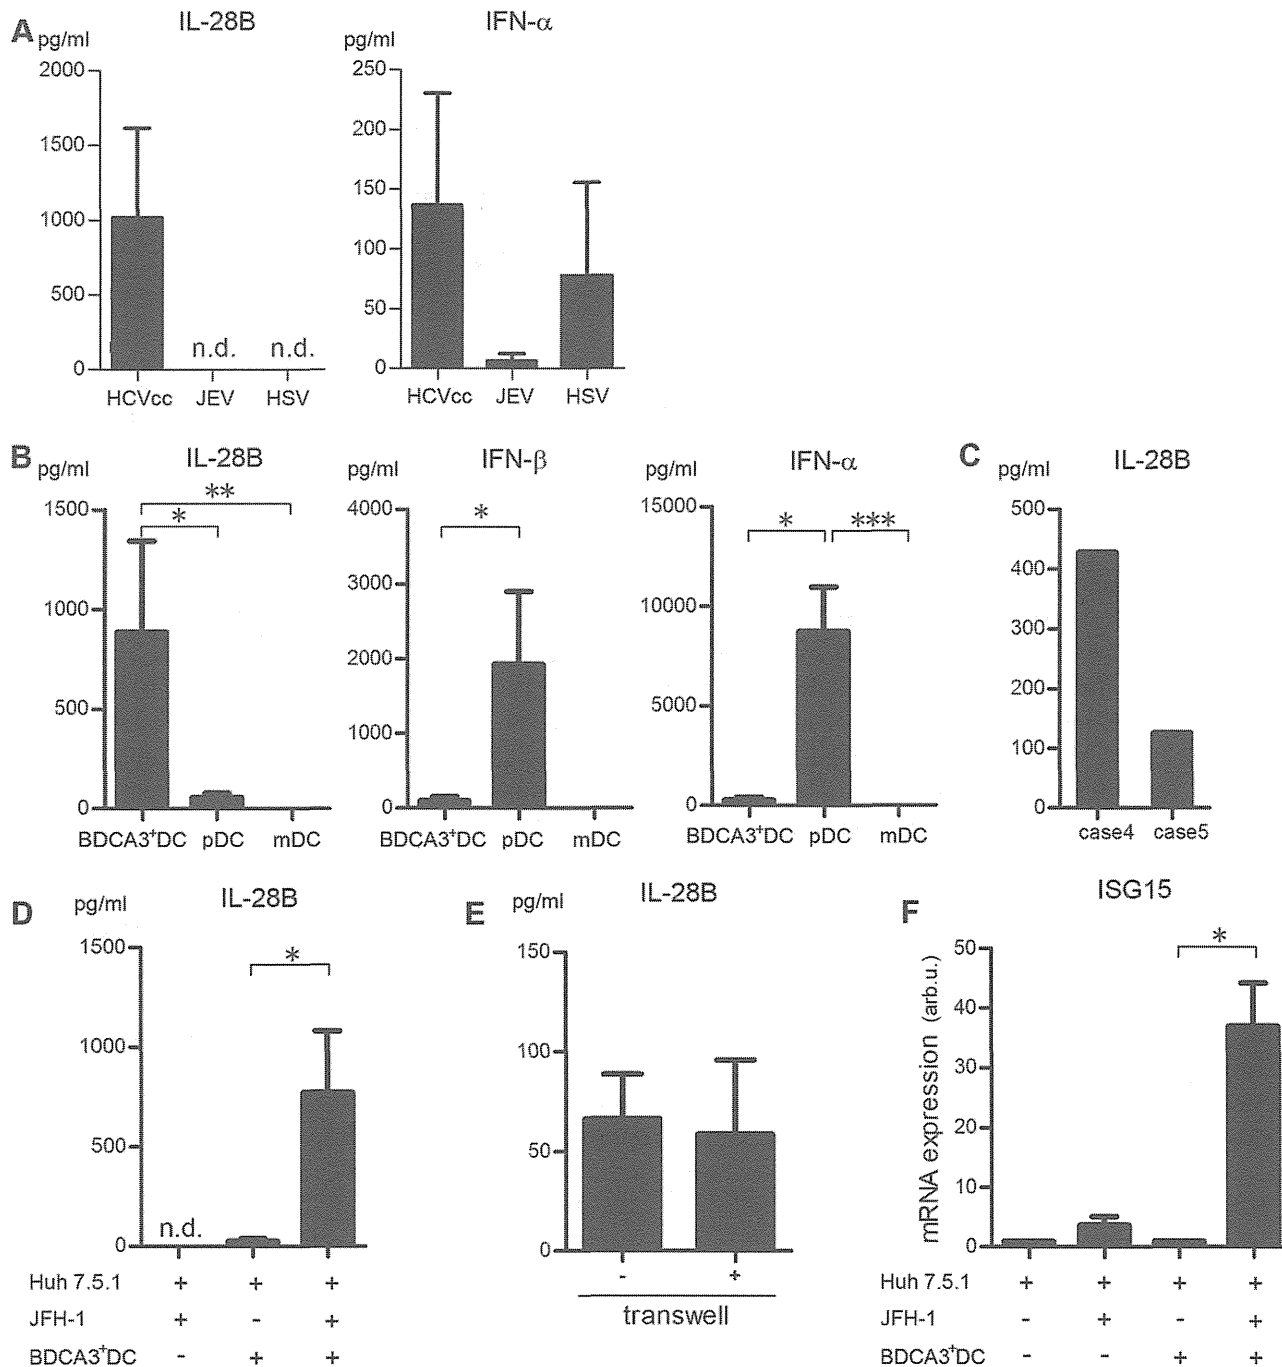 A
pg/ml
IL-28B
2000
1500
1000
500
0
n.d.
n.d.
HCVcc
JEV
HSV
pg/ml
IFN-α
250
200
150
100
50
0
HCVcc
JEV
HSV
B
pg/ml
IL-28B
**
*
1500
1000
500
0
BDCA3⁺DC
pDC
mDC
pg/ml
IFN-β
*
4000
3000
2000
1000
0
BDCA3⁺DC
pDC
mDC
pg/ml
IFN-α
*
***
15000
10000
5000
0
BDCA3⁺DC
pDC
mDC
C
pg/ml
IL-28B
500
400
300
200
100
0
case4
case5
D
pg/ml
IL-28B
*
1500
1000
500
0
n.d.
Huh 7.5.1 + + +
JFH-1 + - +
BDCA3⁺DC - + +
E
pg/ml
IL-28B
150
100
50
0
- +
transwell
F
ISG15
*
mRNA expression (arb.u.)
50
40
30
20
10
0
Huh 7.5.1 + + + +
JFH-1 - + - +
BDCA3⁺DC - - + +